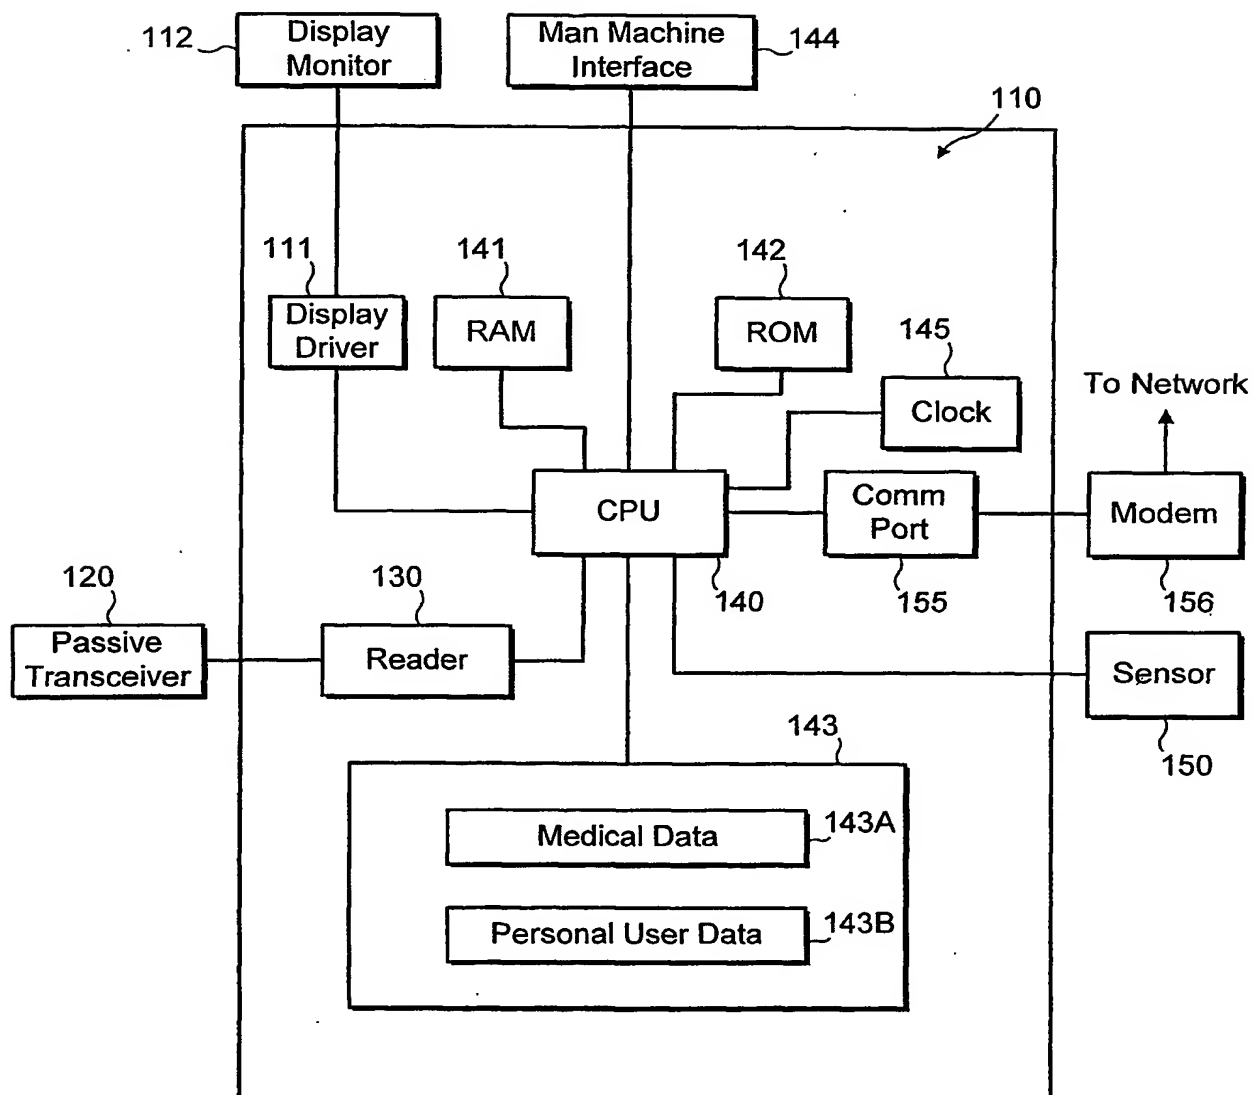 112
Display
Monitor
Man Machine
Interface
144
110
111
141
142
Display
Driver
RAM
ROM
145
Clock
To Network
CPU
Comm
Port
Modem
120
130
140
155
156
Passive
Transceiver
Reader
Sensor
143
150
Medical Data
143A
Personal User Data
143B